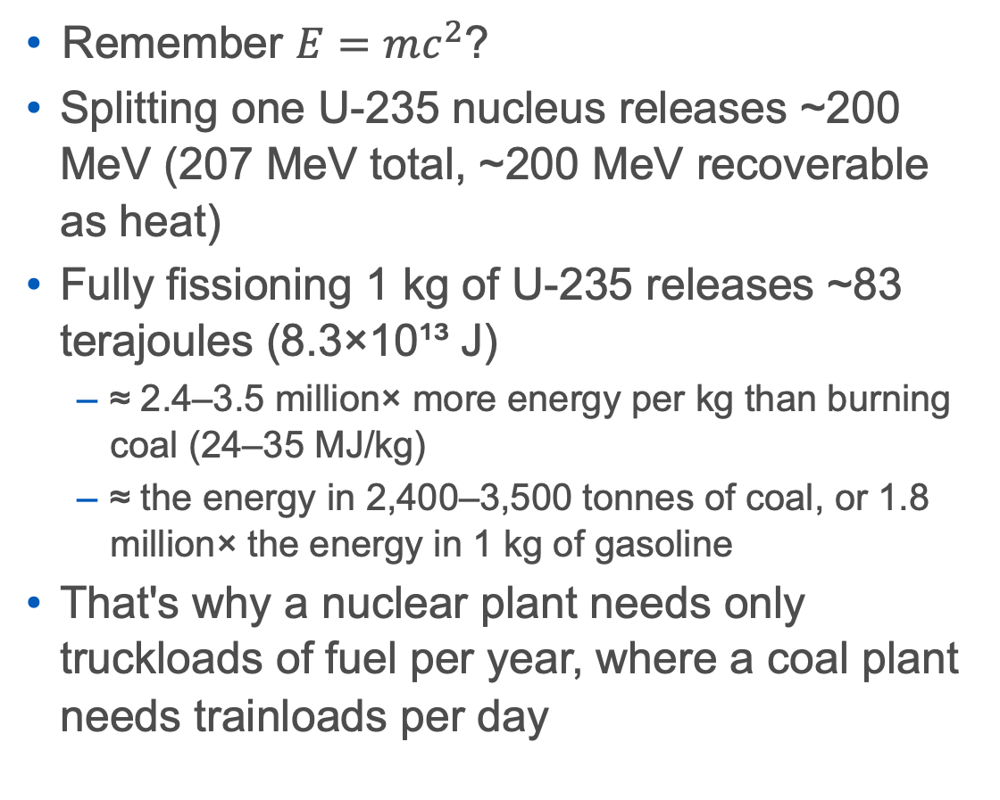 • Remember E = mc²?
• Splitting one U-235 nucleus releases ~200
MeV (207 MeV total, ~200 MeV recoverable
as heat)
• Fully fissioning 1 kg of U-235 releases ~83
terajoules (8.3×10¹³ J)
– ≈ 2.4–3.5 million× more energy per kg than burning
coal (24–35 MJ/kg)
– ≈ the energy in 2,400–3,500 tonnes of coal, or 1.8
million× the energy in 1 kg of gasoline
• That's why a nuclear plant needs only
truckloads of fuel per year, where a coal plant
needs trainloads per day